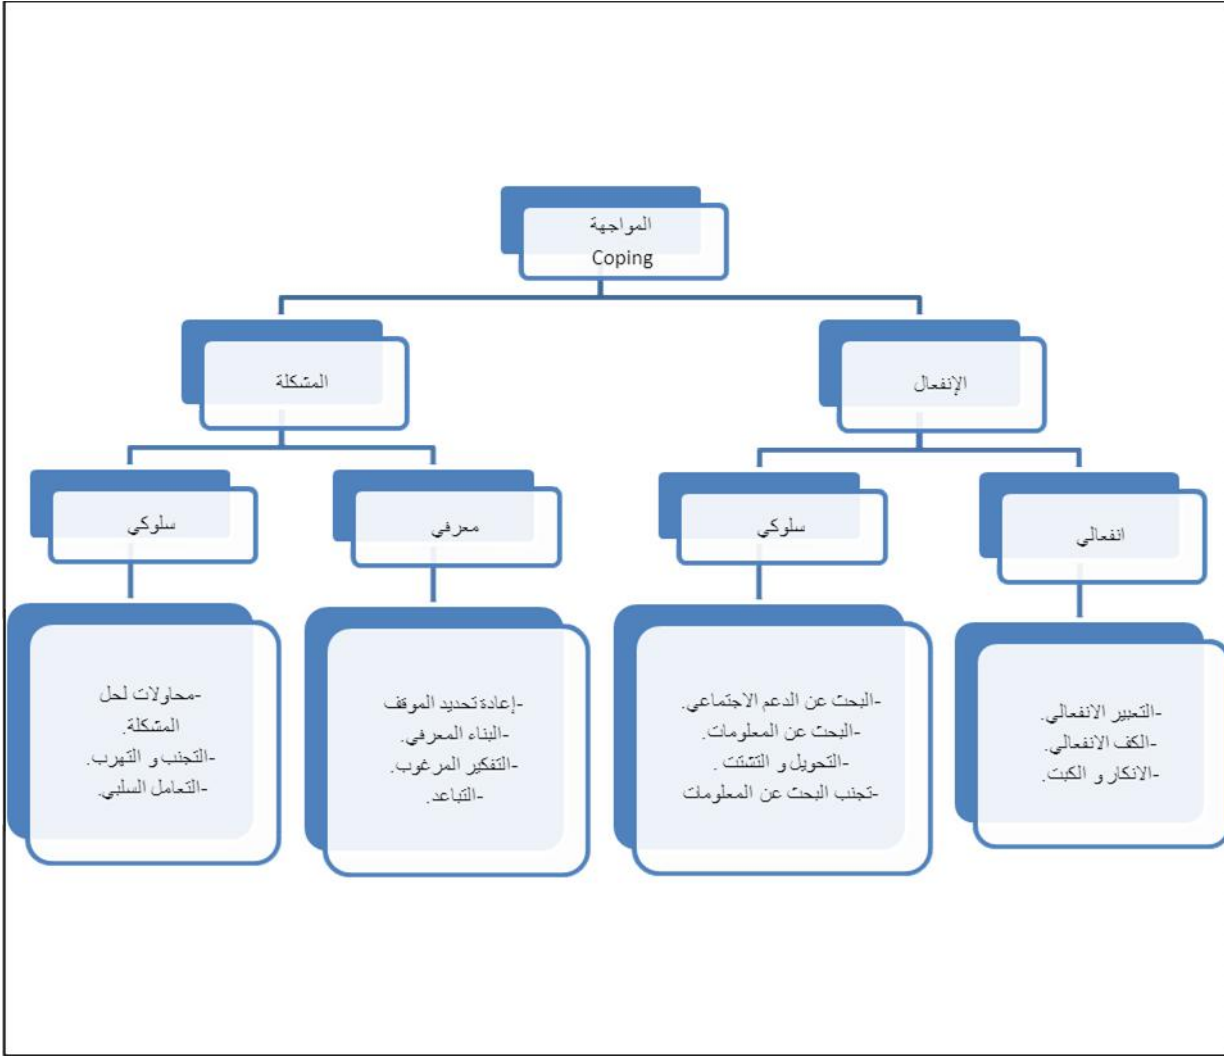 المواجهة
Coping
الإنفعال
المشكلة
انفعالي
سلوكي
معرفي
سلوكي
-التعبير الانفعالي.
-الكف الانفعالي.
-الانكار و الكبت.
-البحث عن الدعم الاجتماعي.
-البحث عن المعلومات.
-التحويل و التشتت .
-تجنب البحث عن المعلومات
-إعادة تحديد الموقف
-البناء المعرفي.
-التفكير المرغوب.
-التباعد.
-محاولات لحل
المشكلة.
-التجنب و التهرب.
-التعامل السلبي.